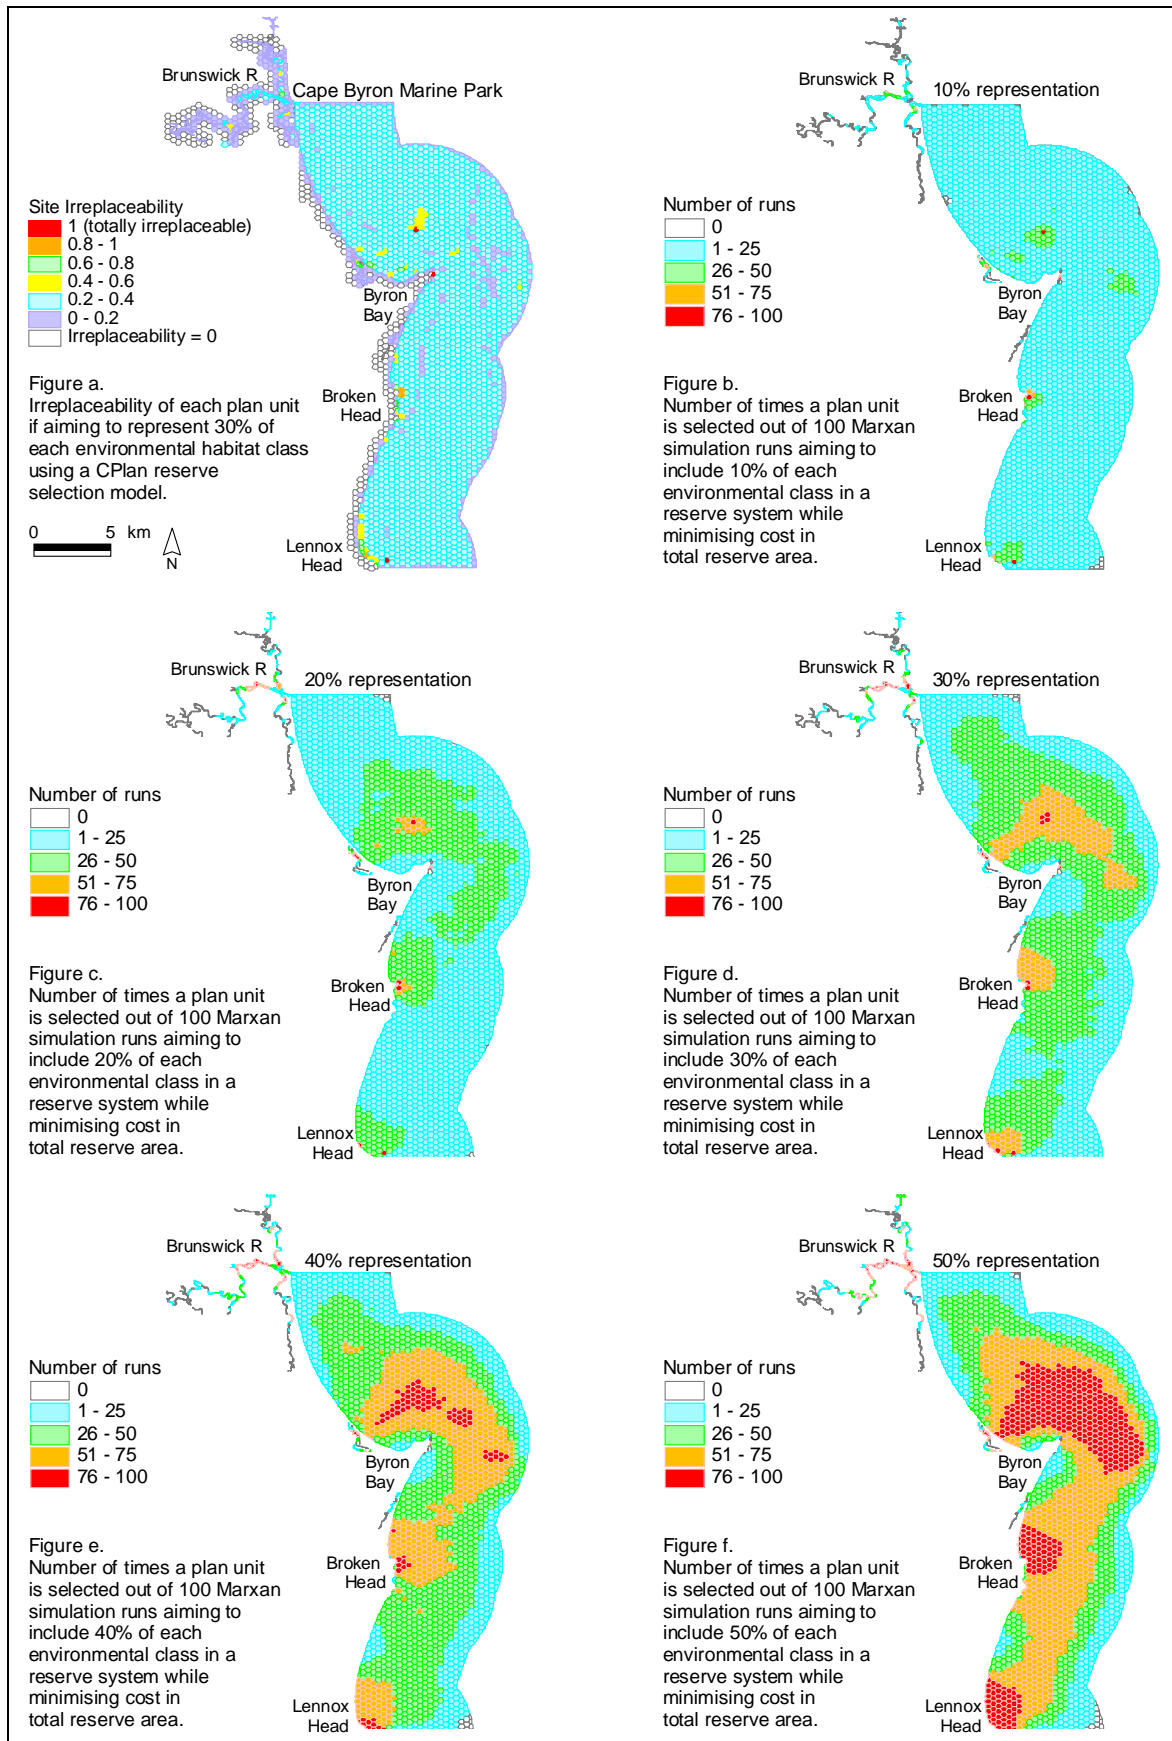 Brunswick R
Cape Byron Marine Park
Site Irreplaceability
1 (totally irreplaceable)
0.8 - 1
0.6 - 0.8
0.4 - 0.6
0.2 - 0.4
0 - 0.2
Irreplaceability = 0
Byron
Bay
Broken
Head
Lennox
Head
Figure a.
Irreplaceability of each plan unit
if aiming to represent 30% of
each environmental habitat class
using a CPlan reserve
selection model.
0 5 km
N
Brunswick R
10% representation
Number of runs
0
1 - 25
26 - 50
51 - 75
76 - 100
Byron
Bay
Broken
Head
Lennox
Head
Figure b.
Number of times a plan unit
is selected out of 100 Marxan
simulation runs aiming to
include 10% of each
environmental class in a
reserve system while
minimising cost in
total reserve area.
Brunswick R
20% representation
Number of runs
0
1 - 25
26 - 50
51 - 75
76 - 100
Byron
Bay
Broken
Head
Lennox
Head
Figure c.
Number of times a plan unit
is selected out of 100 Marxan
simulation runs aiming to
include 20% of each
environmental class in a
reserve system while
minimising cost in
total reserve area.
Brunswick R
30% representation
Number of runs
0
1 - 25
26 - 50
51 - 75
76 - 100
Byron
Bay
Broken
Head
Lennox
Head
Figure d.
Number of times a plan unit
is selected out of 100 Marxan
simulation runs aiming to
include 30% of each
environmental class in a
reserve system while
minimising cost in
total reserve area.
Brunswick R
40% representation
Number of runs
0
1 - 25
26 - 50
51 - 75
76 - 100
Byron
Bay
Broken
Head
Lennox
Head
Figure e.
Number of times a plan unit
is selected out of 100 Marxan
simulation runs aiming to
include 40% of each
environmental class in a
reserve system while
minimising cost in
total reserve area.
Brunswick R
50% representation
Number of runs
0
1 - 25
26 - 50
51 - 75
76 - 100
Byron
Bay
Broken
Head
Lennox
Head
Figure f.
Number of times a plan unit
is selected out of 100 Marxan
simulation runs aiming to
include 50% of each
environmental class in a
reserve system while
minimising cost in
total reserve area.